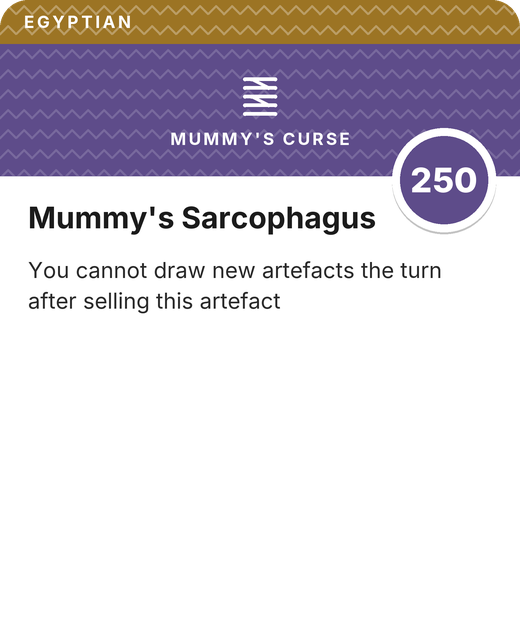 EGYPTIAN
MUMMY'S CURSE
250
Mummy's Sarcophagus
You cannot draw new artefacts the turn
after selling this artefact